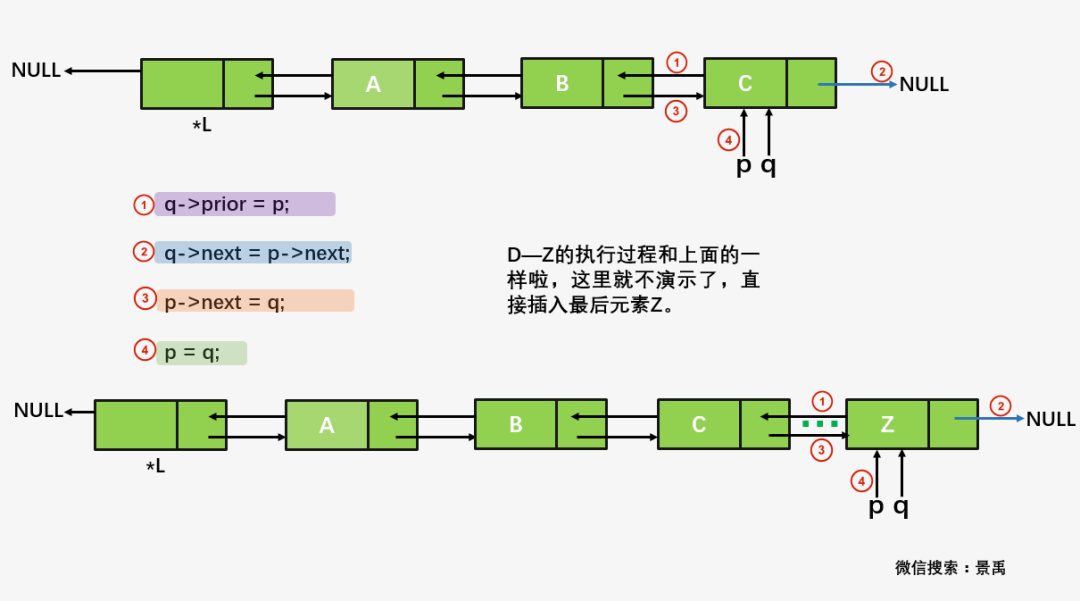 NULL
A
B
①
C
②
NULL
③
*L
④
p q
① q->prior = p;
② q->next = p->next;
③ p->next = q;
④ p = q;
D—Z的执行过程和上面的一
样啦，这里就不演示了，直
接插入最后元素Z。
NULL
A
B
C
①
Z
②
NULL
③
*L
④
p q
微信搜索：景禹